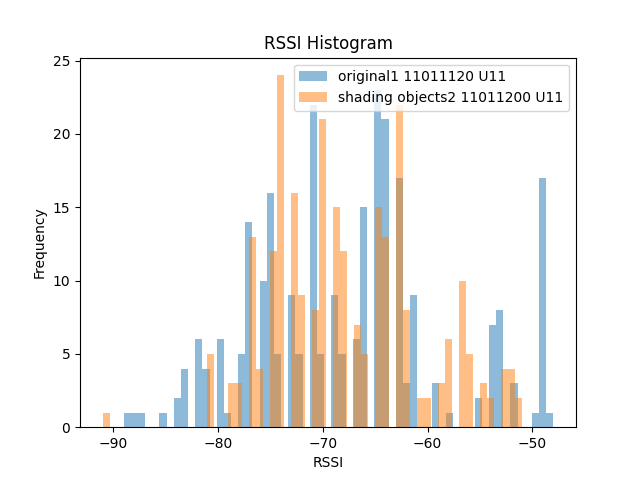 RSSI Histogram
original1 11011120 U11
shading objects2 11011200 U11
Frequency
25
20
15
10
5
0
−90
−80
−70
−60
−50
RSSI